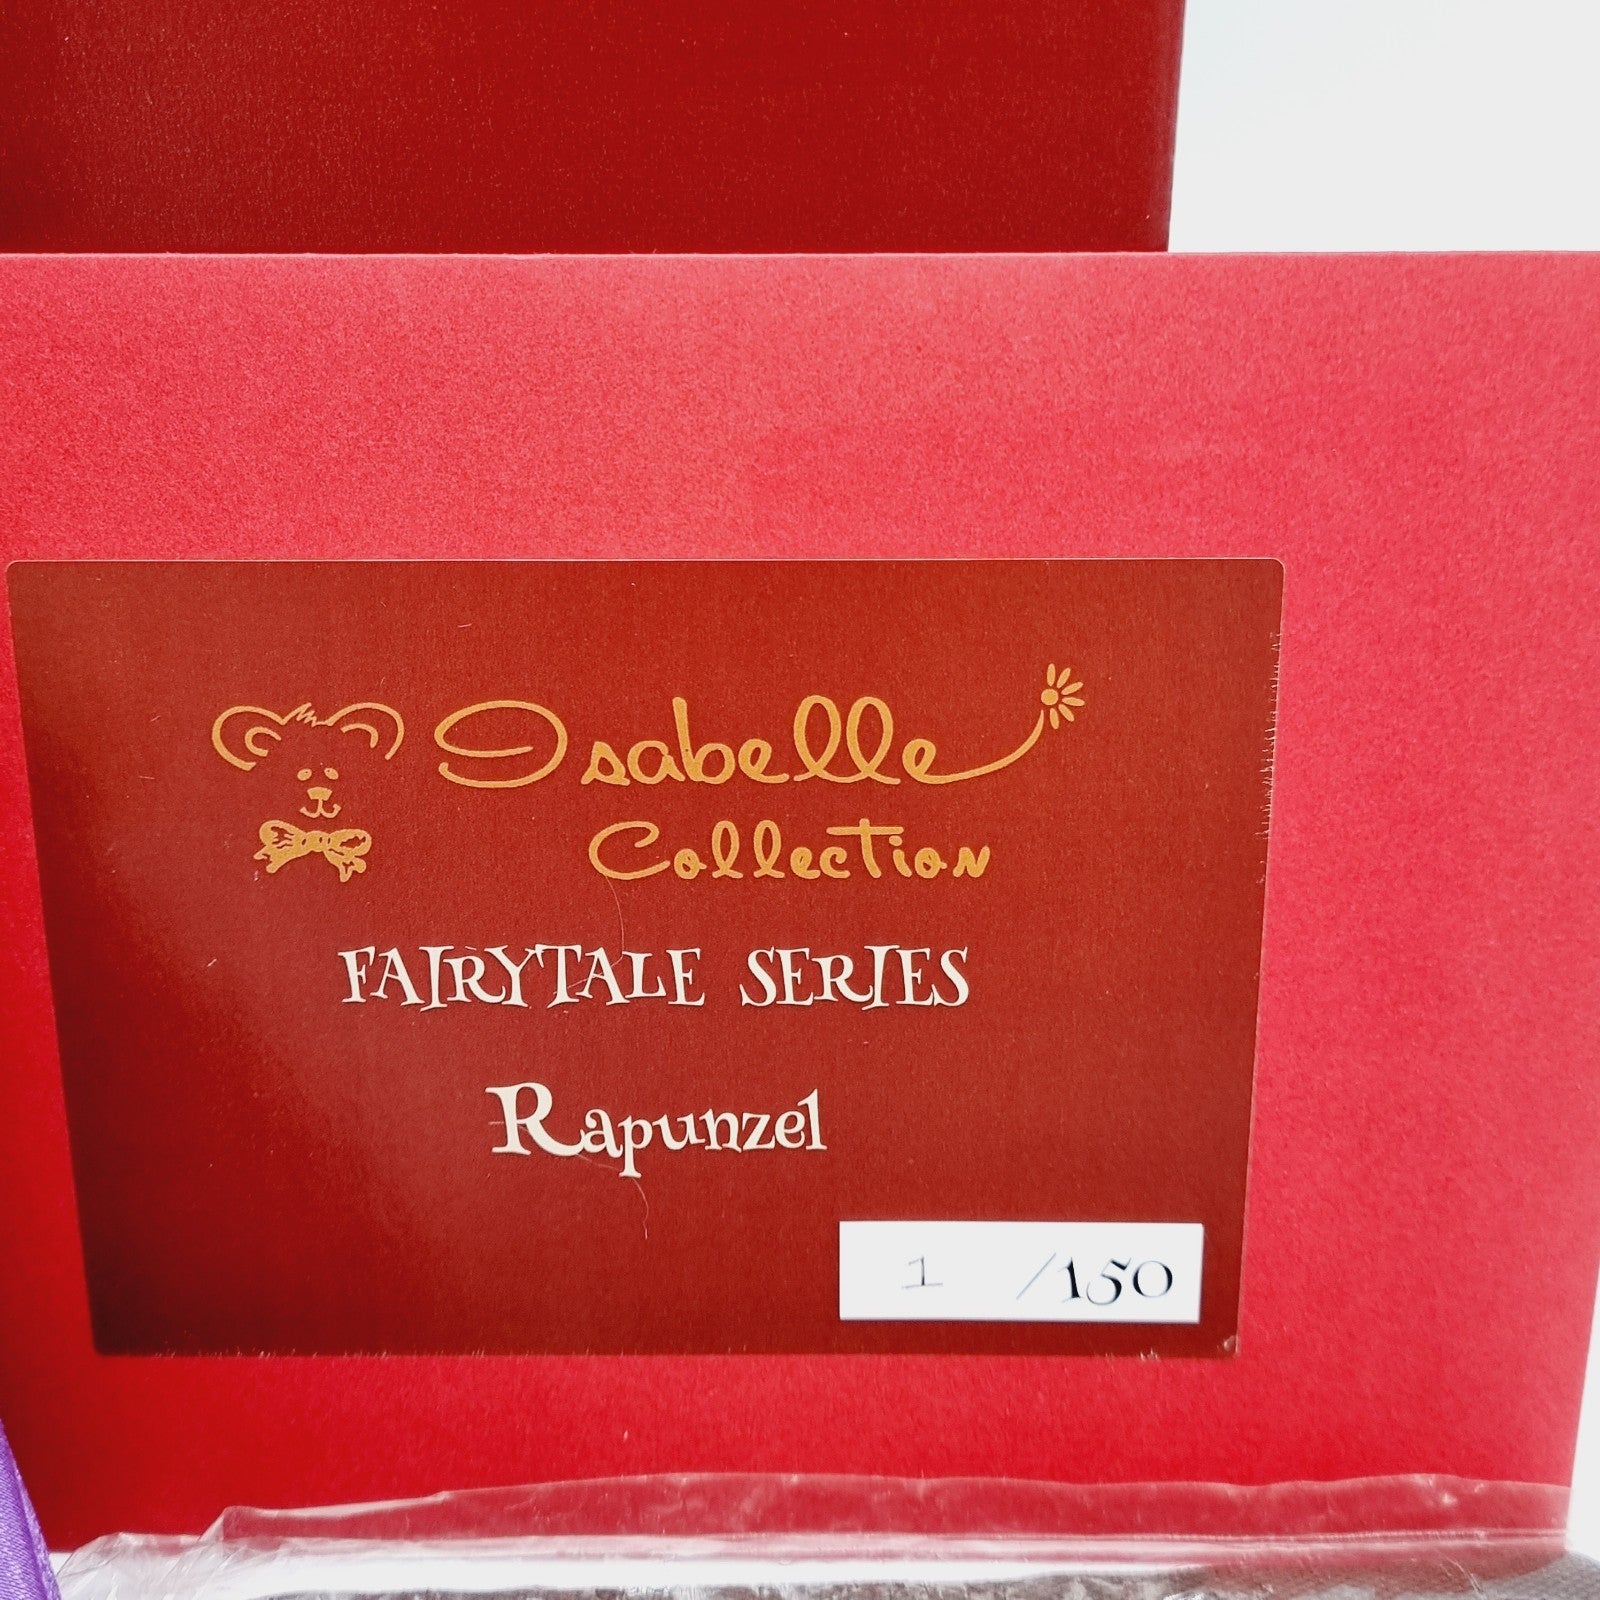 Isabelle
Collection
FAIRYTALE SERIES
Rapunzel
1 /150